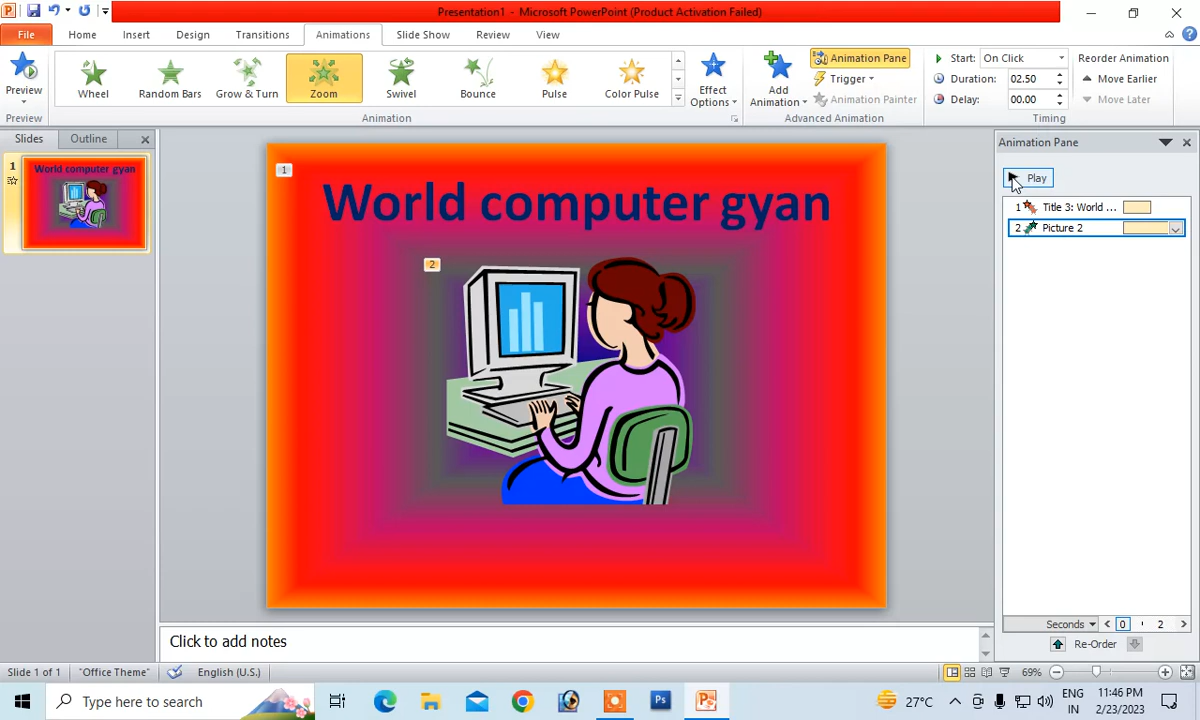 Presentation1 - Microsoft PowerPoint (Product Activation Failed)
File Home Insert Design Transitions Animations Slide Show Review View
Preview
Wheel Random Bars Grow & Turn Zoom Swivel Bounce Pulse Color Pulse
Effect Options
Add Animation
Animation Pane
Trigger
Animation Painter
Start: On Click
Duration: 02.50
Delay: 00.00
Reorder Animation
Move Earlier
Move Later
Preview Animation Advanced Animation Timing
Slides Outline
1
World computer gyan
1
World computer gyan
2
Animation Pane
Play
1 Title 3: World ...
2 Picture 2
Seconds 0 2
Re-Order
Click to add notes
Slide 1 of 1 "Office Theme" English (U.S.) 69%
Type here to search
Ps
27°C
ENG
IN
11:46 PM
2/23/2023